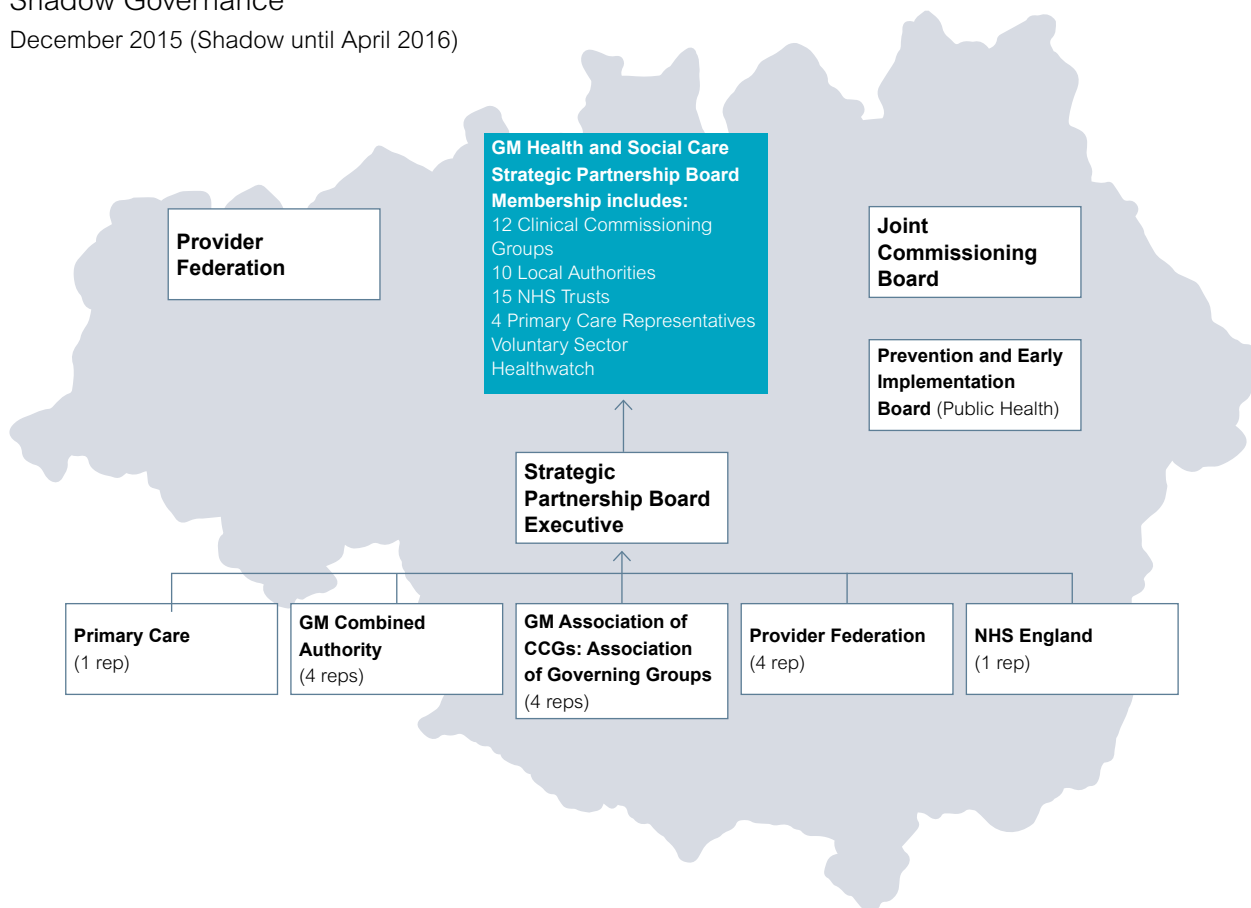 Shadow Governance
December 2015 (Shadow until April 2016)
GM Health and Social Care
Strategic Partnership Board
Membership includes:
12 Clinical Commissioning
Groups
10 Local Authorities
15 NHS Trusts
4 Primary Care Representatives
Voluntary Sector
Healthwatch
Provider
Federation
Joint
Commissioning
Board
Prevention and Early
Implementation
Board (Public Health)
Strategic
Partnership Board
Executive
Primary Care
(1 rep)
GM Combined
Authority
(4 reps)
GM Association of
CCGs: Association
of Governing Groups
(4 reps)
Provider Federation
(4 rep)
NHS England
(1 rep)